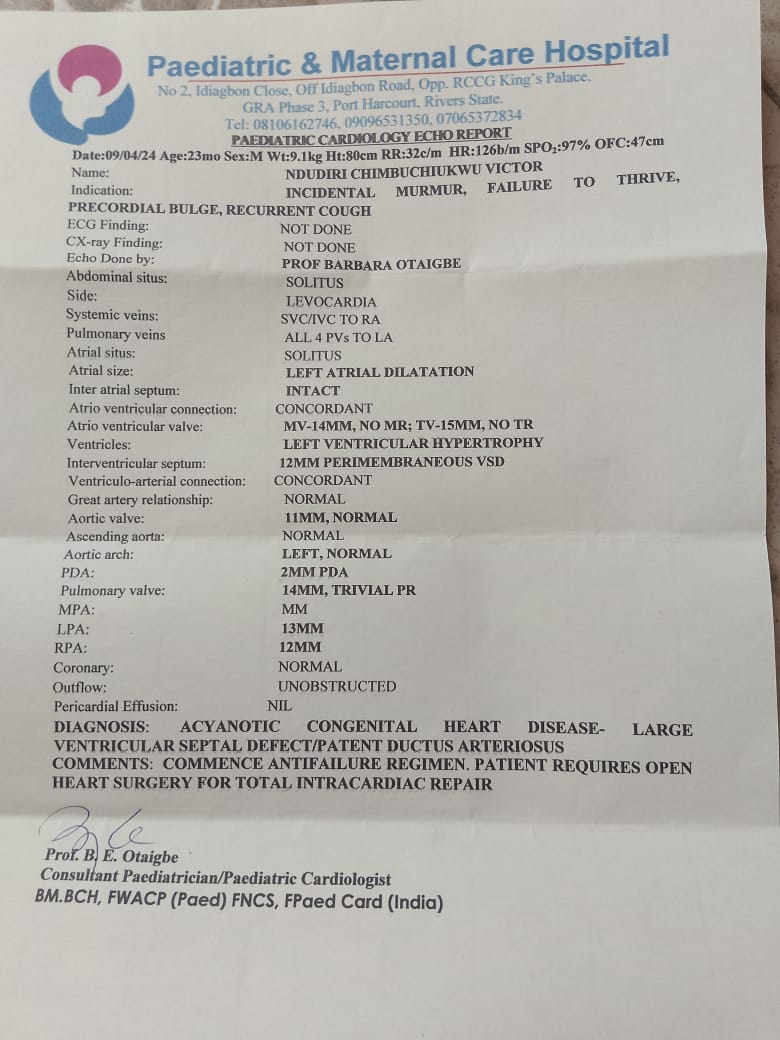 Paediatric & Maternal Care Hospital
No 2, Idiagbon Close, Off Idiagbon Road, Opp. RCCG King's Palace.
GRA Phase 3, Port Harcourt, Rivers State.
Tel: 08106162746, 09096531350, 07065372834
PAEDIATRIC CARDIOLOGY ECHO REPORT
Date:09/04/24 Age:23mo Sex:M Wt:9.1kg Ht:80cm RR:32c/m HR:126b/m SPO₂:97% OFC:47cm
Name: NDUDIRI CHIMBUCHIUKWU VICTOR
Indication: INCIDENTAL MURMUR, FAILURE TO THRIVE,
PRECORDIAL BULGE, RECURRENT COUGH
ECG Finding: NOT DONE
CX-ray Finding: NOT DONE
Echo Done by: PROF BARBARA OTAIGBE
Abdominal situs: SOLITUS
Side: LEVOCARDIA
Systemic veins: SVC/IVC TO RA
Pulmonary veins ALL 4 PVs TO LA
Atrial situs: SOLITUS
Atrial size: LEFT ATRIAL DILATATION
Inter atrial septum: INTACT
Atrio ventricular connection: CONCORDANT
Atrio ventricular valve: MV-14MM, NO MR; TV-15MM, NO TR
Ventricles: LEFT VENTRICULAR HYPERTROPHY
Interventricular septum: 12MM PERIMEMBRANEOUS VSD
Ventriculo-arterial connection: CONCORDANT
Great artery relationship: NORMAL
Aortic valve: 11MM, NORMAL
Ascending aorta: NORMAL
Aortic arch: LEFT, NORMAL
PDA: 2MM PDA
Pulmonary valve: 14MM, TRIVIAL PR
MPA: MM
LPA: 13MM
RPA: 12MM
Coronary: NORMAL
Outflow: UNOBSTRUCTED
Pericardial Effusion: NIL
DIAGNOSIS: ACYANOTIC CONGENITAL HEART DISEASE- LARGE
VENTRICULAR SEPTAL DEFECT/PATENT DUCTUS ARTERIOSUS
COMMENTS: COMMENCE ANTIFAILURE REGIMEN. PATIENT REQUIRES OPEN
HEART SURGERY FOR TOTAL INTRACARDIAC REPAIR
Prof. B. E. Otaigbe
Consultant Paediatrician/Paediatric Cardiologist
BM.BCH, FWACP (Paed) FNCS, FPaed Card (India)